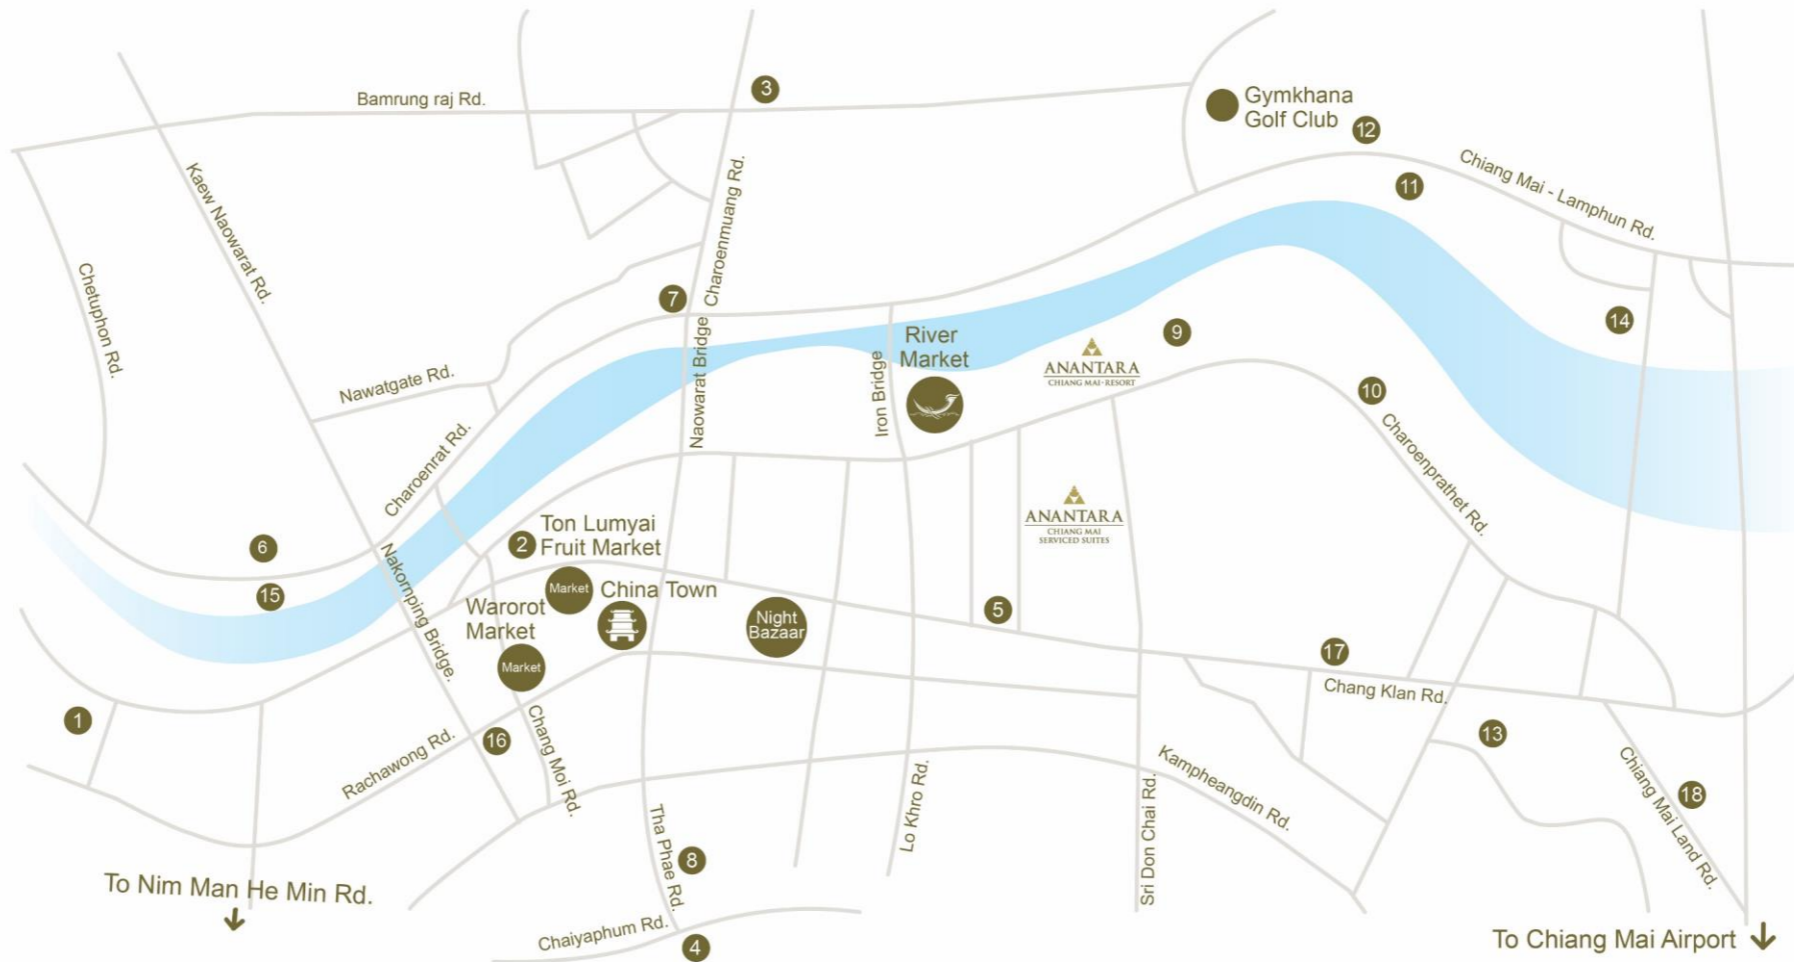 3
Bamrung raj Rd.
Gymkhana
Golf Club
12
Kaew Naowarat Rd.
Charoenmuang Rd.
Chiang Mai - Lamphun Rd.
11
Chetuphon Rd.
7
Naowarat Bridge
River
Market
Iron Bridge
ANANTARA
CHIANG MAI·RESORT
9
14
Nawatgate Rd.
10
Charoenrat Rd.
Charoenprathet Rd.
ANANTARA
CHIANG MAI
SERVICED SUITES
6
2
Ton Lumyai
Fruit Market
Nakornping Bridge.
15
Market
China Town
Warorot
Market
Night
Bazaar
5
Market
17
Chang Klan Rd.
1
16
Rachawong Rd.
Chang Moi Rd.
13
Kampheangdin Rd.
Lo Khro Rd.
Sri Don Chai Rd.
Chiang Mai Land Rd.
18
Tha Phae Rd.
8
To Nim Man He Min Rd.
Chaiyaphum Rd.
4
To Chiang Mai Airport